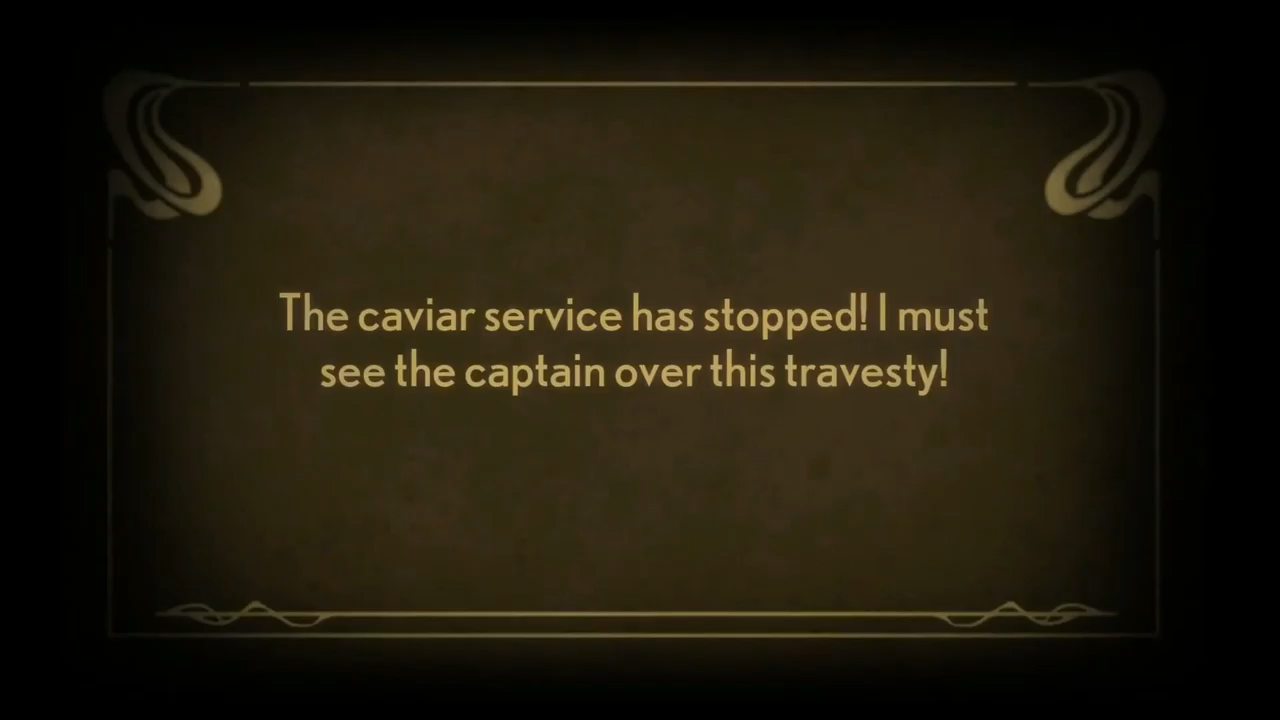 The caviar service has stopped! I must
see the captain over this travesty!